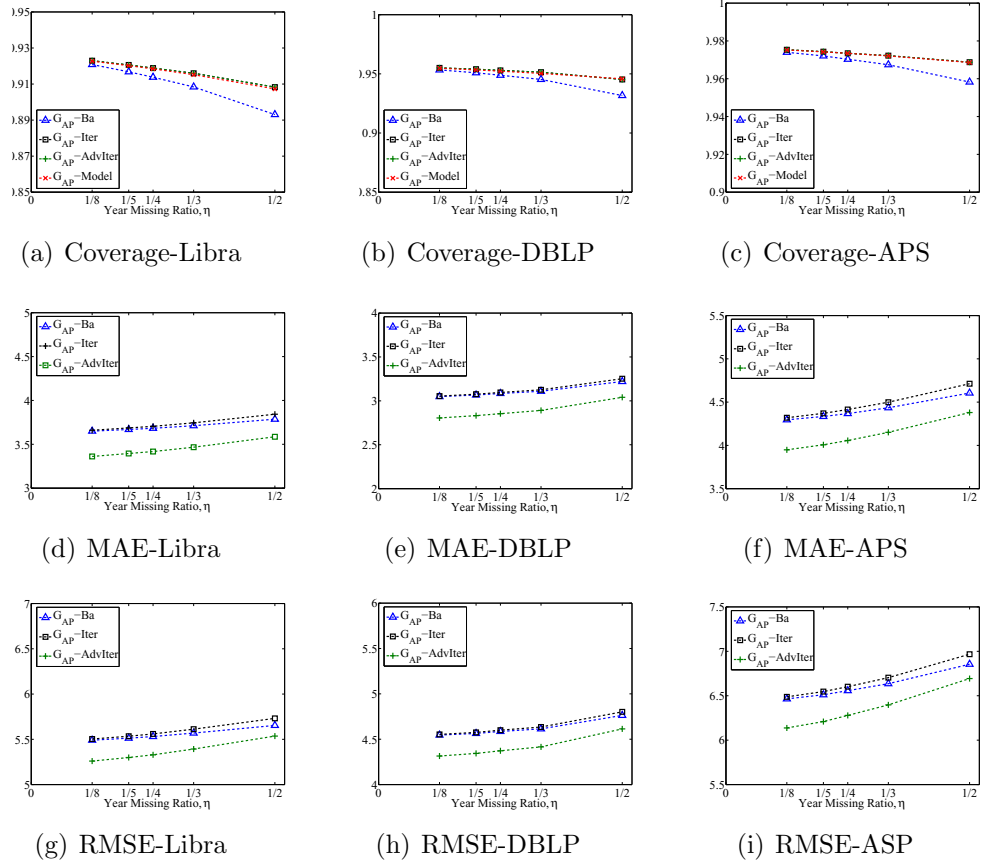 0.95
0.93
0.91
0.89
0.87
0.85
G_AP−Ba
G_AP−Iter
G_AP−AdvIter
G_AP−Model
0 1/8 1/5 1/4 1/3 1/2
Year Missing Ratio, η
(a) Coverage-Libra
1
0.95
0.9
0.85
G_AP−Ba
G_AP−Iter
G_AP−AdvIter
G_AP−Model
0 1/8 1/5 1/4 1/3 1/2
Year Missing Ratio, η
(b) Coverage-DBLP
1
0.98
0.96
0.94
0.92
0.9
G_AP−Ba
G_AP−Iter
G_AP−AdvIter
G_AP−Model
0 1/8 1/5 1/4 1/3 1/2
Year Missing Ratio, η
(c) Coverage-APS
5
4.5
4
3.5
3
G_AP−Ba
G_AP−Iter
G_AP−AdvIter
0 1/8 1/5 1/4 1/3 1/2
Year Missing Ratio, η
(d) MAE-Libra
4
3.5
3
2.5
2
G_AP−Ba
G_AP−Iter
G_AP−AdvIter
0 1/8 1/5 1/4 1/3 1/2
Year Missing Ratio, η
(e) MAE-DBLP
5.5
5
4.5
4
3.5
G_AP−Ba
G_AP−Iter
G_AP−AdvIter
0 1/8 1/5 1/4 1/3 1/2
Year Missing Ratio, η
(f) MAE-APS
7
6.5
6
5.5
5
G_AP−Ba
G_AP−Iter
G_AP−AdvIter
0 1/8 1/5 1/4 1/3 1/2
Year Missing Ratio, η
(g) RMSE-Libra
6
5.5
5
4.5
4
G_AP−Ba
G_AP−Iter
G_AP−AdvIter
0 1/8 1/5 1/4 1/3 1/2
Year Missing Ratio, η
(h) RMSE-DBLP
7.5
7
6.5
6
5.5
G_AP−Ba
G_AP−Iter
G_AP−AdvIter
0 1/8 1/5 1/4 1/3 1/2
Year Missing Ratio, η
(i) RMSE-ASP